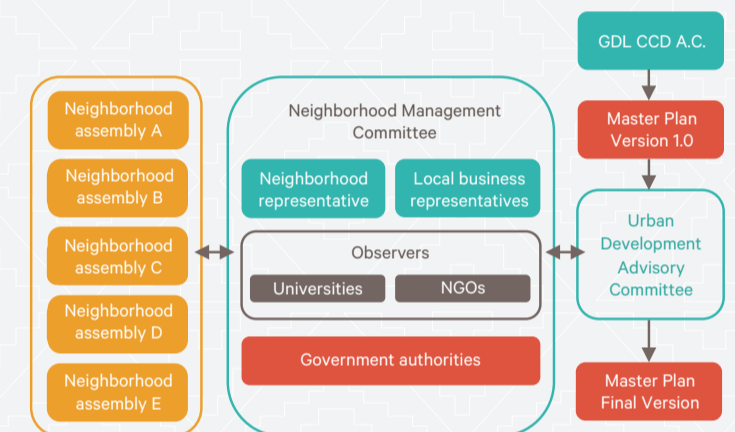 Neighborhood
assembly A
Neighborhood
assembly B
Neighborhood
assembly C
Neighborhood
assembly D
Neighborhood
assembly E
Neighborhood Management
Committee
Neighborhood
representative
Local business
representatives
Observers
Universities
NGOs
Government authorities
GDL CCD A.C.
Master Plan
Version 1.0
Urban
Development
Advisory
Committee
Master Plan
Final Version